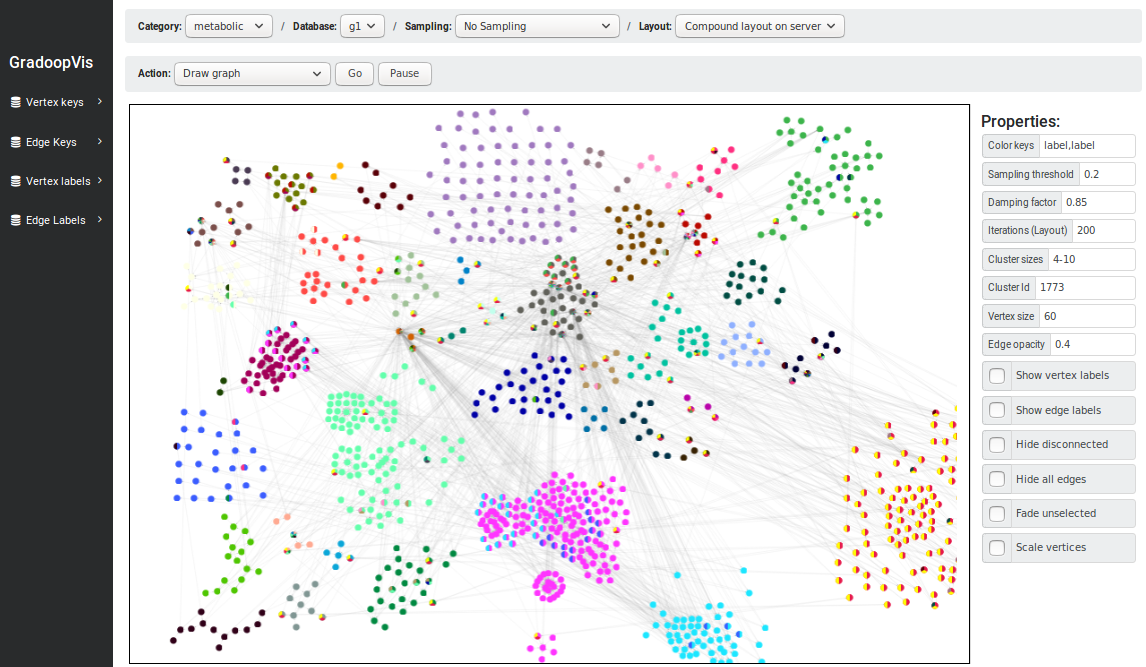 GradoopVis
Vertex keys
Edge Keys
Vertex labels
Edge Labels
Category: metabolic / Database: g1 / Sampling: No Sampling / Layout: Compound layout on server
Action: Draw graph Go Pause
Properties:
Color keys label,label
Sampling threshold 0.2
Damping factor 0.85
Iterations (Layout) 200
Cluster sizes 4-10
Cluster Id 1773
Vertex size 60
Edge opacity 0.4
Show vertex labels
Show edge labels
Hide disconnected
Hide all edges
Fade unselected
Scale vertices